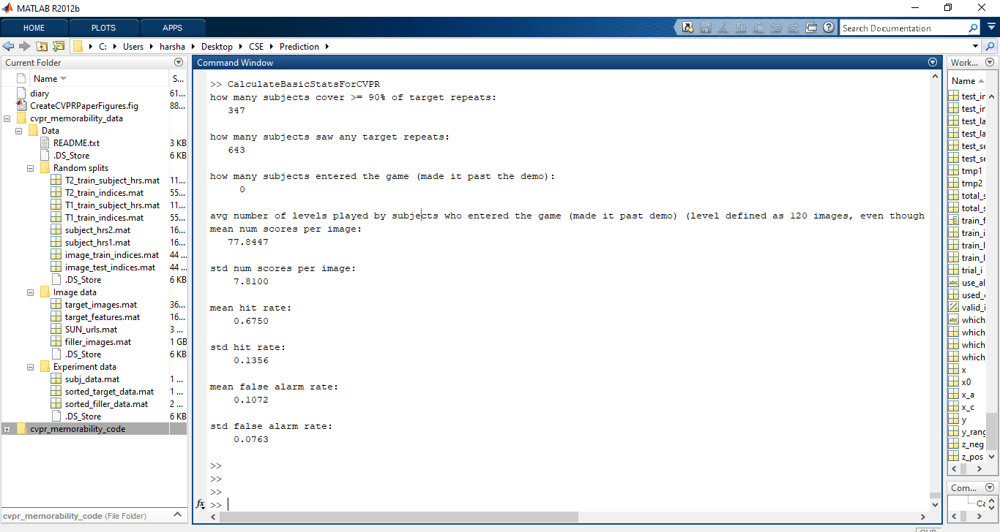 MATLAB R2012b
HOME PLOTS APPS
Search Documentation
C: Users harsha Desktop CSE Prediction
Current Folder
Name S...
diary 61...
CreateCVPRPaperFigures.fig 88...
cvpr_memorability_data
Data
README.txt 3 KB
.DS_Store 6 KB
Random splits
T2_train_subject_hrs.mat 11...
T2_train_indices.mat 55...
T1_train_subject_hrs.mat 11...
T1_train_indices.mat 55...
subject_hrs2.mat 16...
subject_hrs1.mat 16...
image_train_indices.mat 44 ...
image_test_indices.mat 44 ...
.DS_Store 6 KB
Image data
target_images.mat 36...
target_features.mat 16...
SUN_urls.mat 3 ...
filler_images.mat 1 GB
.DS_Store 6 KB
Experiment data
subj_data.mat 1 ...
sorted_target_data.mat 1 ...
sorted_filler_data.mat 2 ...
.DS_Store 6 KB
cvpr_memorability_code
cvpr_memorability_code (File Folder)
Command Window
>> CalculateBasicStatsForCVPR
how many subjects cover >= 90% of target repeats:
347
how many subjects saw any target repeats:
643
how many subjects entered the game (made it past the demo):
0
avg number of levels played by subjects who entered the game (made it past demo) (level defined as 120 images, even though
mean num scores per image:
77.8447
std num scores per image:
7.8100
mean hit rate:
0.6750
std hit rate:
0.1356
mean false alarm rate:
0.1072
std false alarm rate:
0.0763
>>
>>
>>
fx >>
Work...
Name
test_in
test_in
test_la
test_la
test_se
test_se
tmp1
tmp2
total_s
total_s
train_f
train_i
train_l
train_l
trial_i
abc use_al
used_
valid_i
abc which
which
which
which
x
x0
x_a
x_c
y
y_rang
z_neg
z_pos
Com...
Ca
OVR